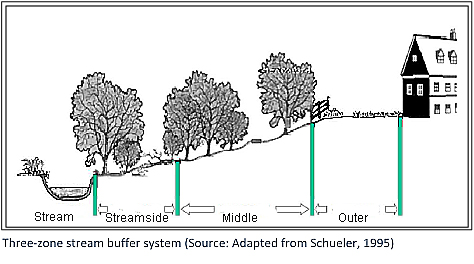 Stream Streamside Middle Outer
Three-zone stream buffer system (Source: Adapted from Schueler, 1995)